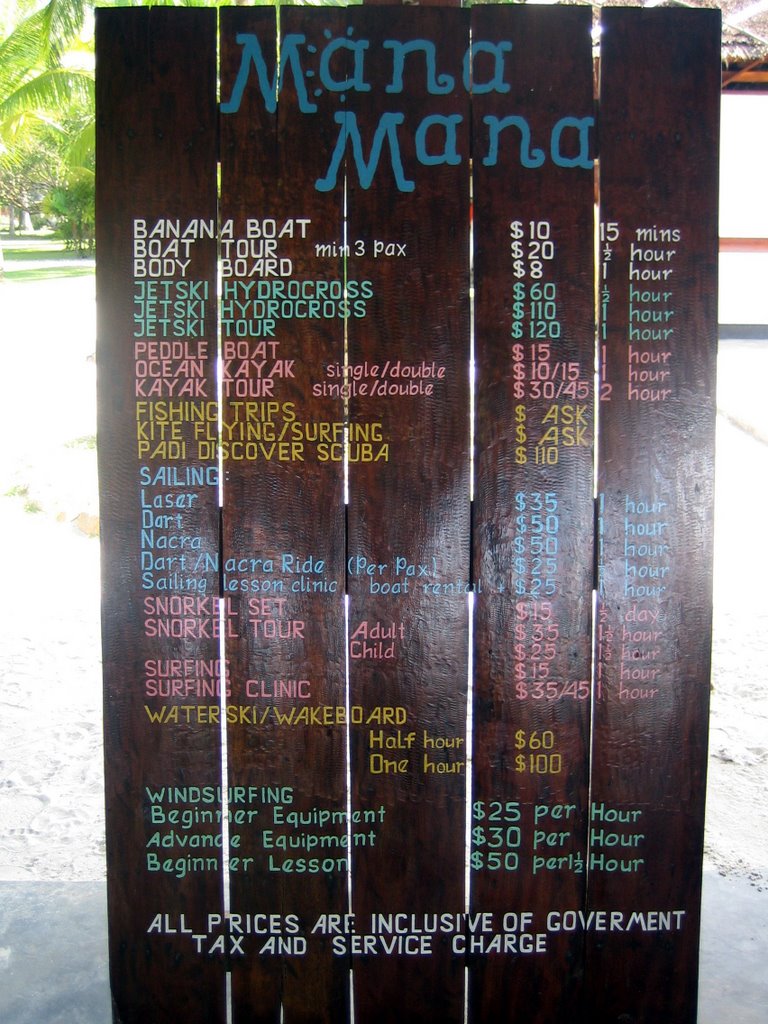 Mana
Mana
BANANA BOAT $10 15 mins
BOAT TOUR min 3 pax $20 ½ hour
BODY BOARD $8 1 hour
JETSKI HYDROCROSS $60 ½ hour
JETSKI HYDROCROSS $110 1 hour
JETSKI TOUR $120 1 hour
PEDDLE BOAT $15 1 hour
OCEAN KAYAK single/double $10/15 1 hour
KAYAK TOUR single/double $30/45 2 hour
FISHING TRIPS $ ASK
KITE FLYING/SURFING $ ASK
PADI DISCOVER SCUBA $110
SAILING:
Laser $35 1 hour
Dart $50 1 hour
Nacra $50 1 hour
Dart/Nacra Ride (Per Pax) $25 hour
Sailing lesson clinic boat rental + $25 1 hour
SNORKEL SET $15 ½ day
SNORKEL TOUR Adult $35 1½ hour
Child $25 1½ hour
SURFING $15 1 hour
SURFING CLINIC $35/45 1 hour
WATERSKI/WAKEBOARD
Half hour $60
One hour $100
WINDSURFING
Beginner Equipment $25 per Hour
Advance Equipment $30 per Hour
Beginner Lesson $50 per 1½ Hour
ALL PRICES ARE INCLUSIVE OF GOVERMENT
TAX AND SERVICE CHARGE